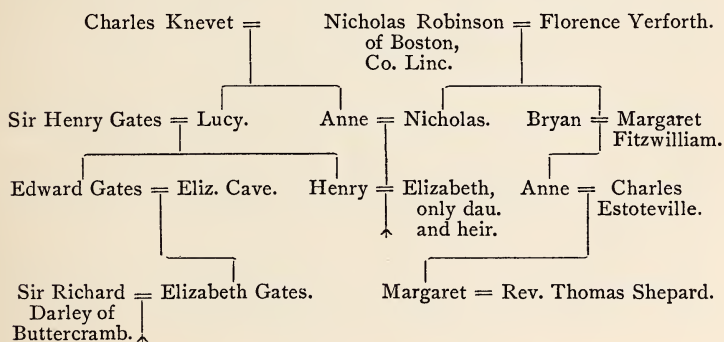 Charles Knevet = Nicholas Robinson = Florence Yerforth.
of Boston,
Co. Linc.
Sir Henry Gates = Lucy. Anne = Nicholas. Bryan = Margaret
Fitzwilliam.
Edward Gates = Eliz. Cave. Henry = Elizabeth, Anne = Charles
only dau. Estoteville.
and heir.
Sir Richard = Elizabeth Gates. Margaret = Rev. Thomas Shepard.
Darley of
Buttercramb.